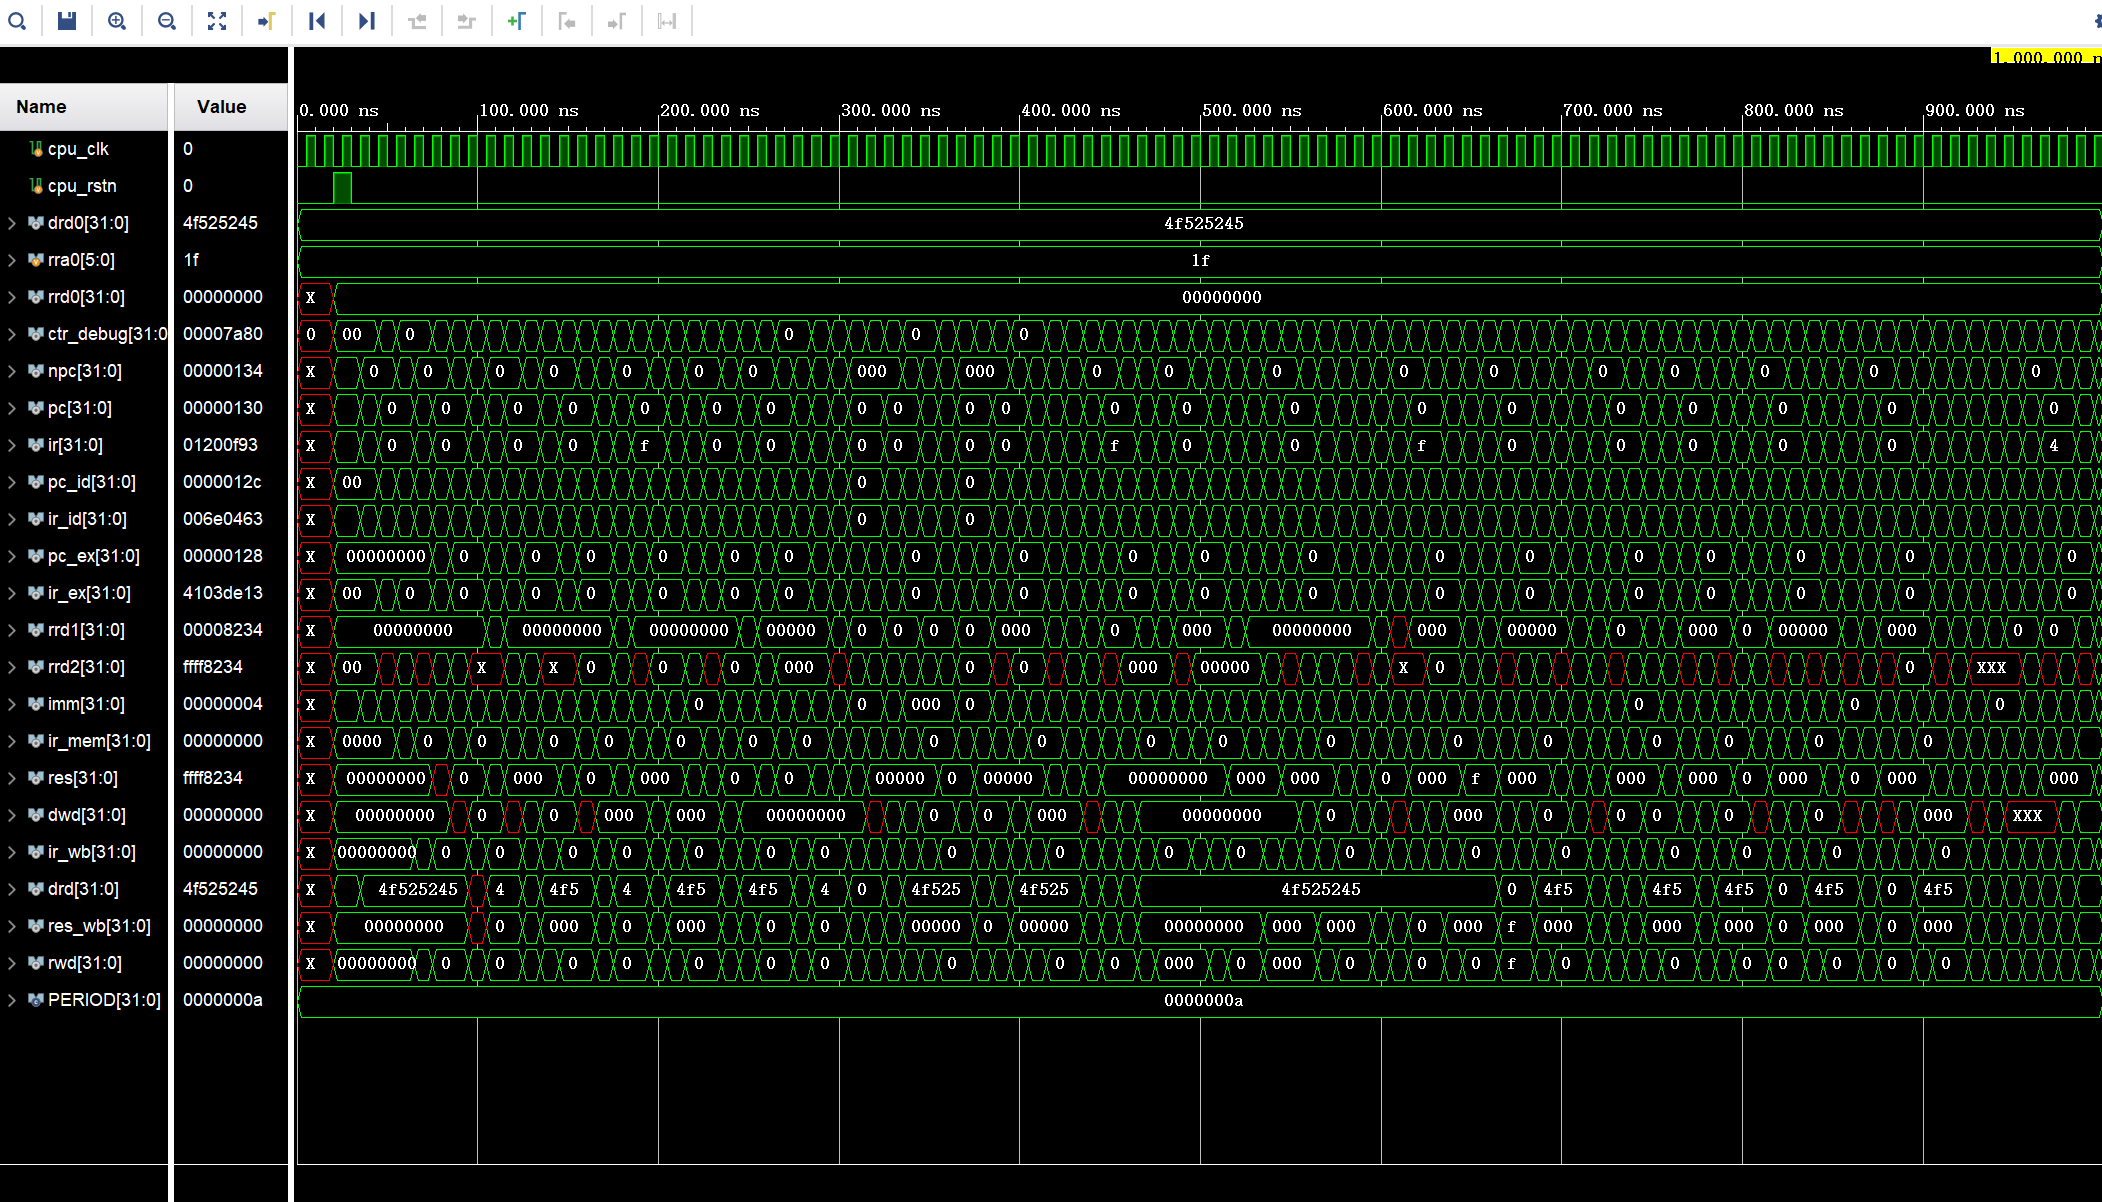 1,000.000 n
Name Value
0.000 ns 100.000 ns 200.000 ns 300.000 ns 400.000 ns 500.000 ns 600.000 ns 700.000 ns 800.000 ns 900.000 ns
cpu_clk 0
cpu_rstn 0
drd0[31:0] 4f525245 4f525245
rra0[5:0] 1f 1f
rrd0[31:0] 00000000 X 00000000
ctr_debug[31:0 00007a80 0 00 0 0 0 0
npc[31:0] 00000134 X 0 0 0 0 0 0 0 000 000 0 0 0 0 0 0 0 0 0 0
pc[31:0] 00000130 X 0 0 0 0 0 0 0 0 0 0 0 0 0 0 0 0 0 0 0 0 0
ir[31:0] 01200f93 X 0 0 0 0 f 0 0 0 0 0 0 f 0 0 f 0 0 0 0 0 4
pc_id[31:0] 0000012c X 00 0 0
ir_id[31:0] 006e0463 X 0 0
pc_ex[31:0] 00000128 X 00000000 0 0 0 0 0 0 0 0 0 0 0 0 0 0 0 0 0 0
ir_ex[31:0] 4103de13 X 00 0 0 0 0 0 0 0 0 0 0 0 0 0 0 0 0 0 0 0
rrd1[31:0] 00008234 X 00000000 00000000 00000000 00000 0 0 0 0 000 0 000 00000000 000 00000 0 000 0 00000 000 0 0
rrd2[31:0] ffff8234 X 00 X X 0 0 0 000 0 0 000 00000 X 0 0 XXX
imm[31:0] 00000004 X 0 0 000 0 0 0 0
ir_mem[31:0] 00000000 X 0000 0 0 0 0 0 0 0 0 0 0 0 0 0 0 0 0 0 0
res[31:0] ffff8234 X 00000000 0 000 0 000 0 0 00000 0 00000 00000000 000 000 0 000 f 000 000 000 0 000 0 000 000
dwd[31:0] 00000000 X 00000000 0 0 000 000 00000000 0 0 000 00000000 0 000 0 0 0 0 0 000 XXX
ir_wb[31:0] 00000000 X 00000000 0 0 0 0 0 0 0 0 0 0 0 0 0 0 0 0 0 0
drd[31:0] 4f525245 X 4f525245 4 4f5 4 4f5 4f5 4 0 4f525 4f525 4f525245 0 4f5 4f5 4f5 0 4f5 0 4f5
res_wb[31:0] 00000000 X 00000000 0 000 0 000 0 0 00000 0 00000 00000000 000 000 0 000 f 000 000 000 0 000 0 000
rwd[31:0] 00000000 X 00000000 0 0 0 0 0 0 0 0 0 0 000 0 000 0 0 0 f 0 0 0 0 0 0 0
PERIOD[31:0] 0000000a 0000000a